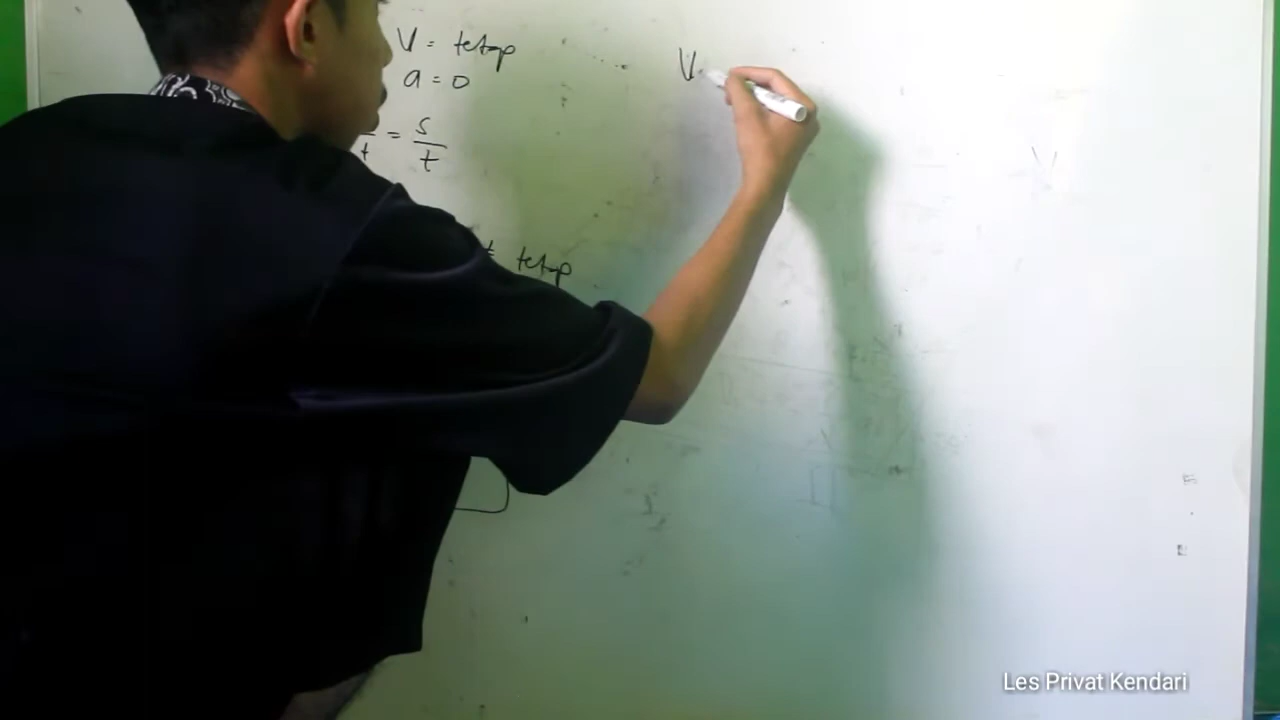 V = tetap
a = 0
t = s/t
tetap
V
V
Les Privat Kendari